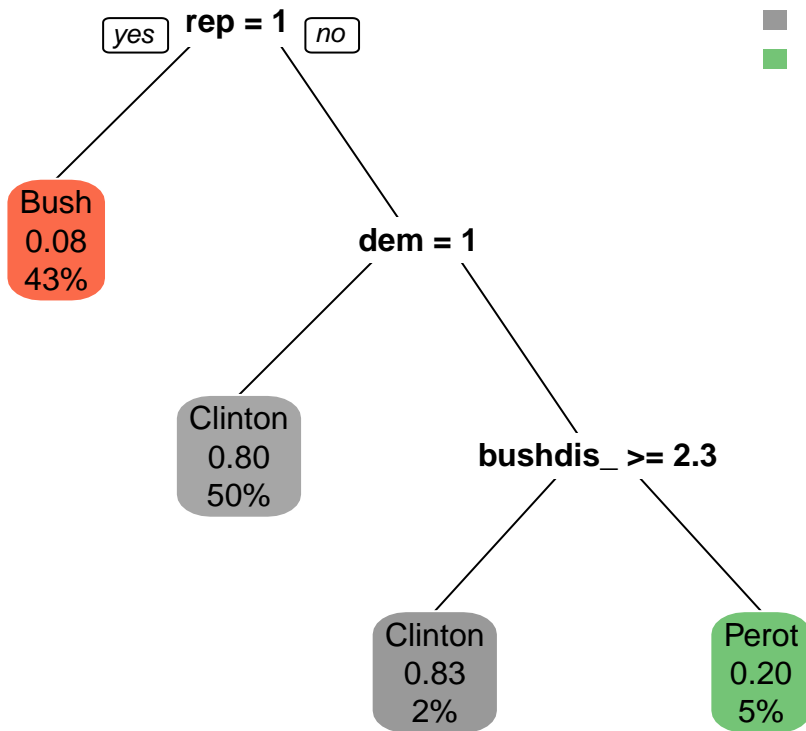 yes rep = 1 no
Bush
0.08
43%
dem = 1
Clinton
0.80
50%
bushdis_ >= 2.3
Clinton
0.83
2%
Perot
0.20
5%